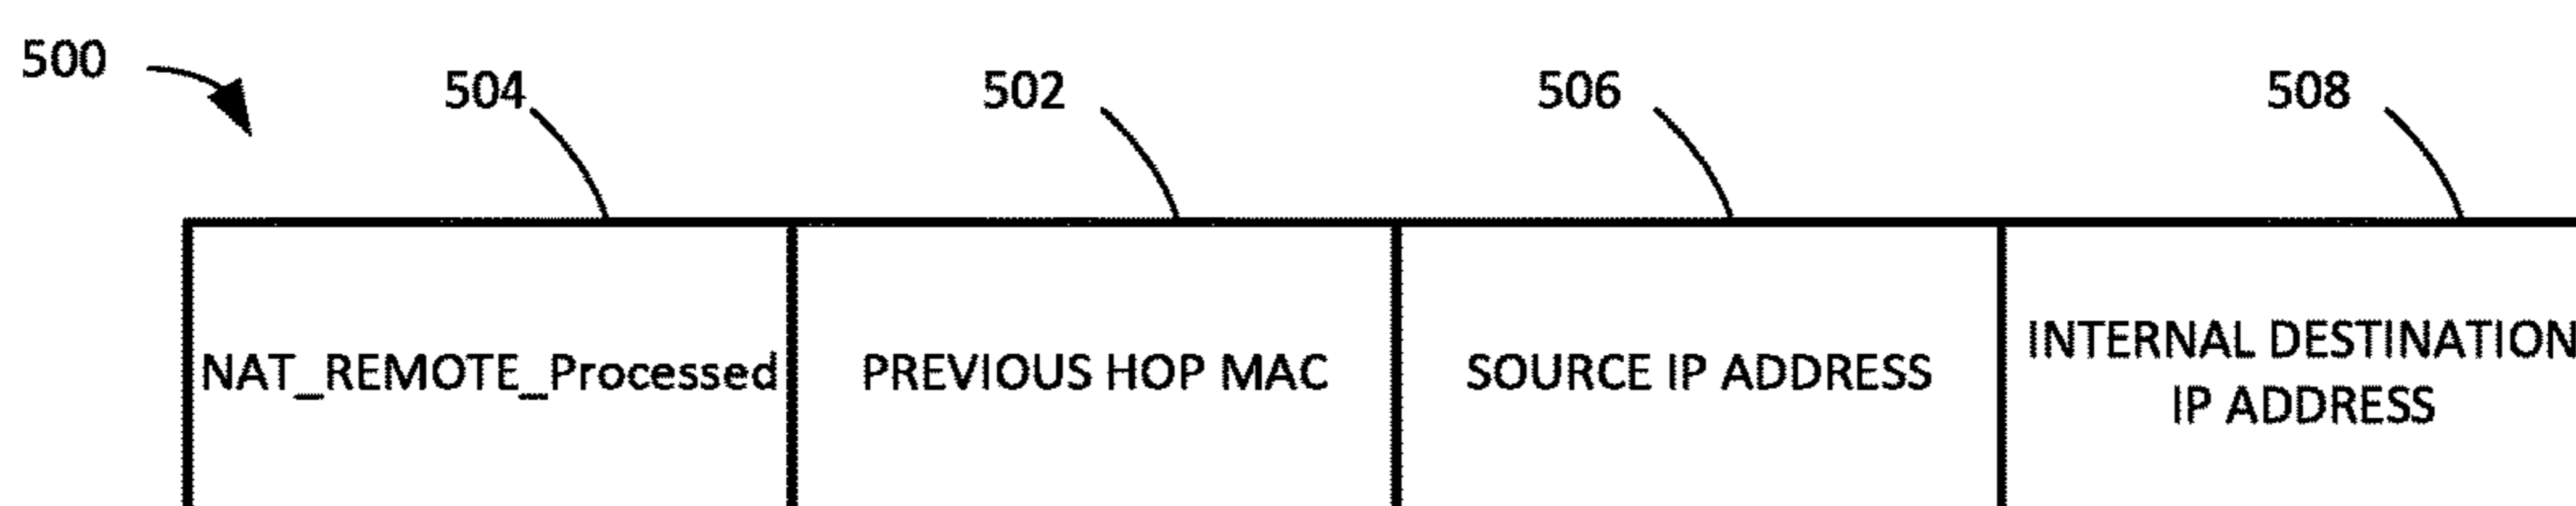 500
504
502
506
508
NAT_REMOTE_Processed
PREVIOUS HOP MAC
SOURCE IP ADDRESS
INTERNAL DESTINATION
IP ADDRESS